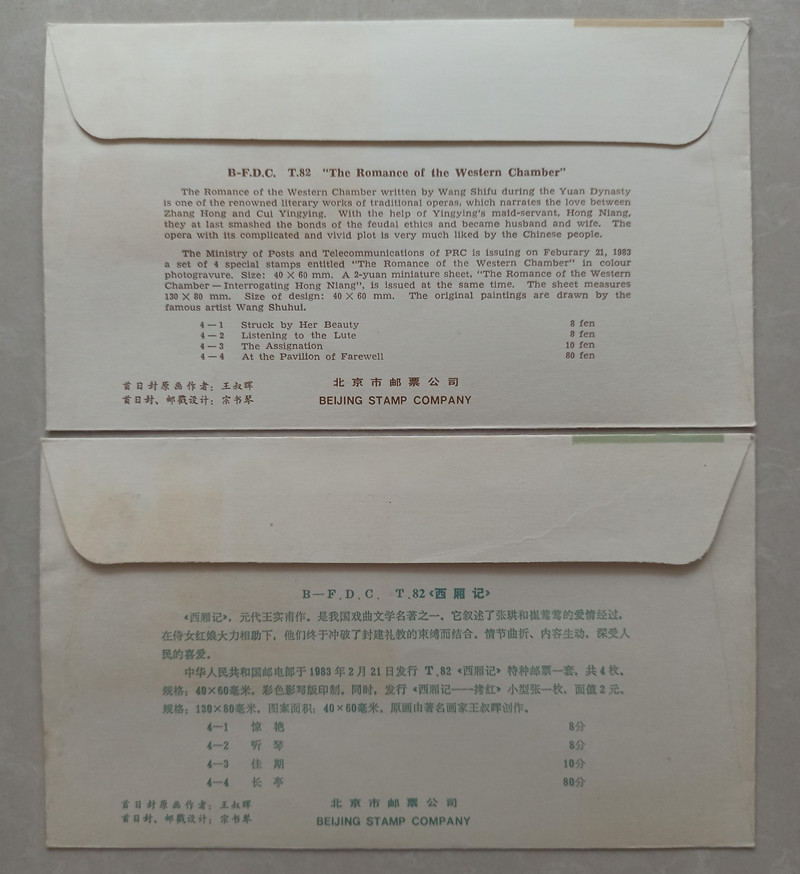 B-F.D.C. T.82 "The Romance of the Western Chamber"
The Romance of the Western Chamber written by Wang Shifu during the Yuan Dynasty
is one of the renowned literary works of traditional operas, which narrates the love between
Zhang Hong and Cui Yingying. With the help of Yingying's maid-servant, Hong Niang,
they at last smashed the bonds of the feudal ethics and became husband and wife. The
opera with its complicated and vivid plot is very much liked by the Chinese people.
The Ministry of Posts and Telecommunications of PRC is issuing on Feburary 21, 1983
a set of 4 special stamps entitled "The Romance of the Western Chamber" in colour
photogravure. Size: 40 × 60 mm. A 2-yuan miniature sheet, "The Romance of the Western
Chamber — Interrogating Hong Niang", is issued at the same time. The sheet measures
130 × 80 mm. Size of design: 40 × 60 mm. The original paintings are drawn by the
famous artist Wang Shuhui.
4—1 Struck by Her Beauty 8 fen
4—2 Listening to the Lute 8 fen
4—3 The Assignation 10 fen
4—4 At the Pavilion of Farewell 80 fen
首日封原画作者：王叔晖 北京市邮票公司
首日封、邮戳设计：宗书琴 BEIJING STAMP COMPANY
B—F.D.C. T.82《西厢记》
《西厢记》，元代王实甫作，是我国戏曲文学名著之一，它叙述了张珙和崔莺莺的爱情经过，
在侍女红娘大力相助下，他们终于冲破了封建礼教的束缚而结合，情节曲折、内容生动，深受人
民的喜爱。
中华人民共和国邮电部于1983年2月21日发行 T.82《西厢记》特种邮票一套，共4枚，
规格：40×60毫米，彩色影写版印制，同时，发行《西厢记——拷红》小型张一枚，面值2元，
规格：130×80毫米，图案面积：40×60毫米，原画由著名画家王叔晖创作。
4—1 惊艳 8分
4—2 听琴 8分
4—3 佳期 10分
4—4 长亭 80分
首日封原画作者：王叔晖 北京市邮票公司
首日封、邮戳设计：宗书琴 BEIJING STAMP COMPANY